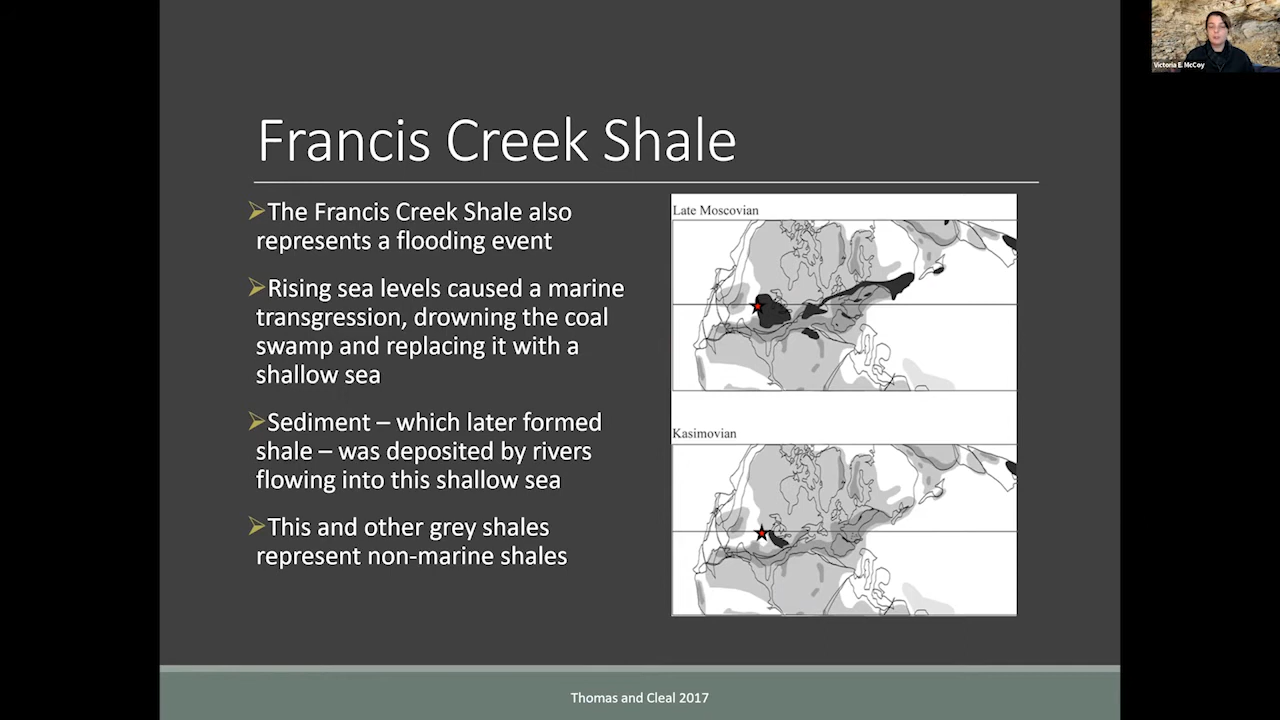 Victoria E. McCoy
Francis Creek Shale
The Francis Creek Shale also
represents a flooding event
Rising sea levels caused a marine
transgression, drowning the coal
swamp and replacing it with a
shallow sea
Sediment – which later formed
shale – was deposited by rivers
flowing into this shallow sea
This and other grey shales
represent non-marine shales
Late Moscovian
Kasimovian
Thomas and Cleal 2017